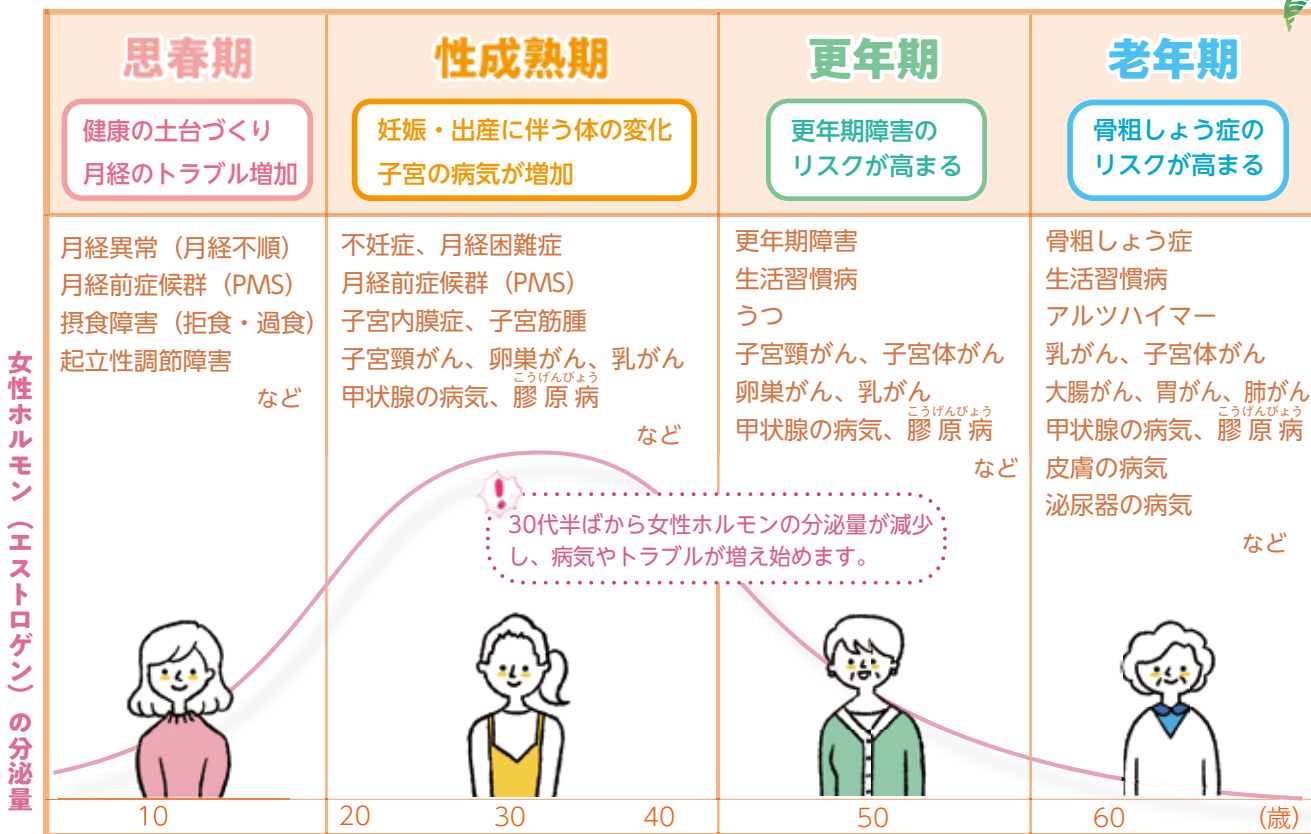 思春期
健康の土台づくり
月経のトラブル増加
月経異常（月経不順）
月経前症候群（PMS）
摂食障害（拒食・過食）
起立性調節障害
など
性成熟期
妊娠・出産に伴う体の変化
子宮の病気が増加
不妊症、月経困難症
月経前症候群（PMS）
子宮内膜症、子宮筋腫
子宮頸がん、卵巣がん、乳がん
こうげんびょう
甲状腺の病気、膠原病
など
更年期
更年期障害の
リスクが高まる
更年期障害
生活習慣病
うつ
子宮頸がん、子宮体がん
卵巣がん、乳がん
こうげんびょう
甲状腺の病気、膠原病
など
老年期
骨粗しょう症の
リスクが高まる
骨粗しょう症
生活習慣病
アルツハイマー
乳がん、子宮体がん
大腸がん、胃がん、肺がん
こうげんびょう
甲状腺の病気、膠原病
皮膚の病気
泌尿器の病気
など
!
30代半ばから女性ホルモンの分泌量が減少
し、病気やトラブルが増え始めます。
女性ホルモン（エストロゲン）の分泌量
10 20 30 40 50 60 （歳）